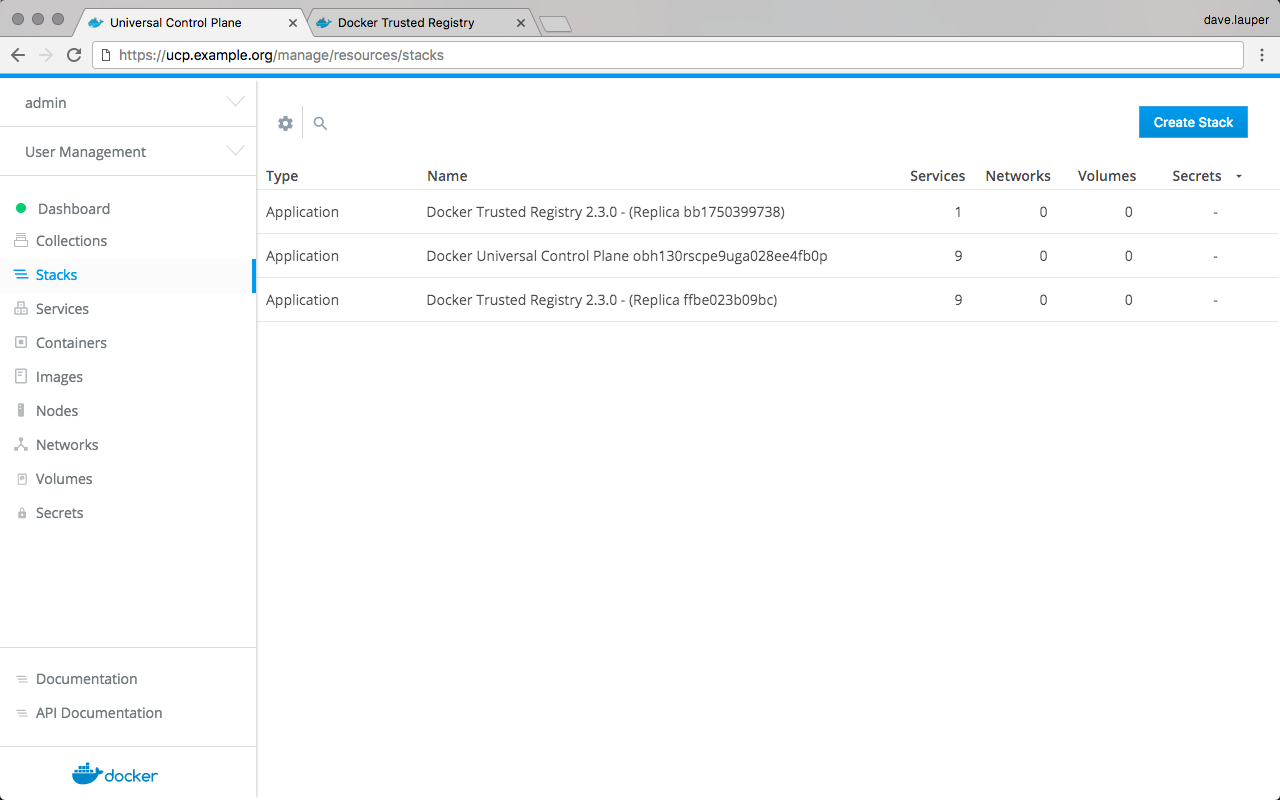 Universal Control Plane
Docker Trusted Registry
dave.lauper
https://ucp.example.org/manage/resources/stacks
admin
User Management
Dashboard
Collections
Stacks
Services
Containers
Images
Nodes
Networks
Volumes
Secrets
Documentation
API Documentation
docker
Create Stack
Type Name Services Networks Volumes Secrets
Application Docker Trusted Registry 2.3.0 - (Replica bb1750399738) 1 0 0 -
Application Docker Universal Control Plane obh130rscpe9uga028ee4fb0p 9 0 0 -
Application Docker Trusted Registry 2.3.0 - (Replica ffbe023b09bc) 9 0 0 -